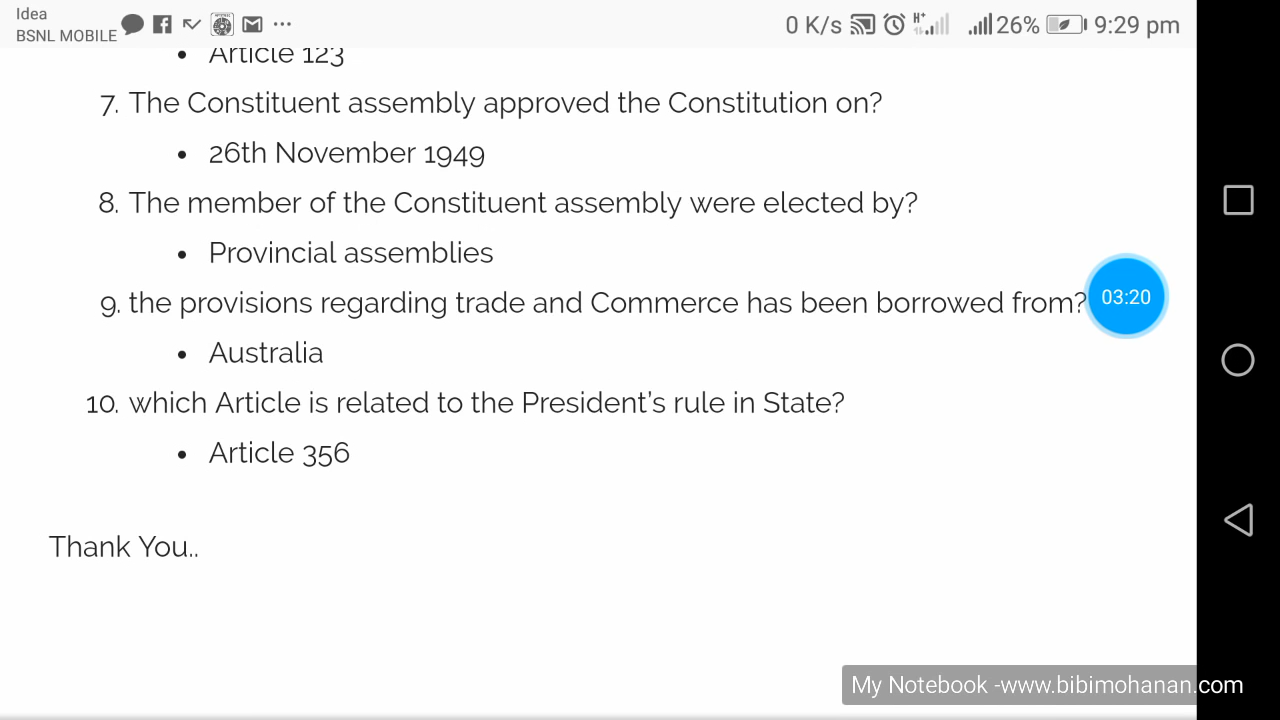 Idea
BSNL MOBILE 0 K/s H+ 26% 9:29 pm
• Article 123
7. The Constituent assembly approved the Constitution on?
• 26th November 1949
8. The member of the Constituent assembly were elected by?
• Provincial assemblies
9. the provisions regarding trade and Commerce has been borrowed from?
03:20
• Australia
10. which Article is related to the President’s rule in State?
• Article 356
Thank You..
My Notebook -www.bibimohanan.com